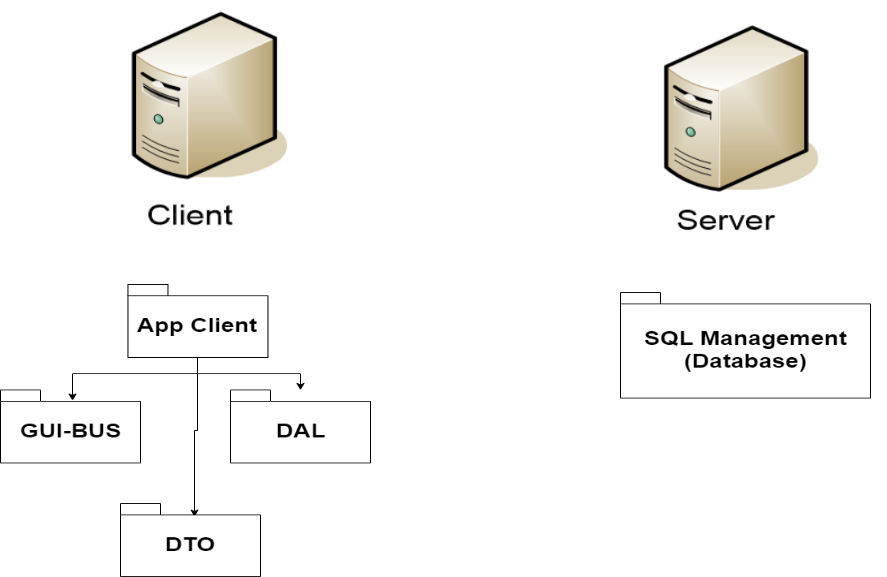 Client
Server
App Client
SQL Management
(Database)
GUI-BUS
DAL
DTO